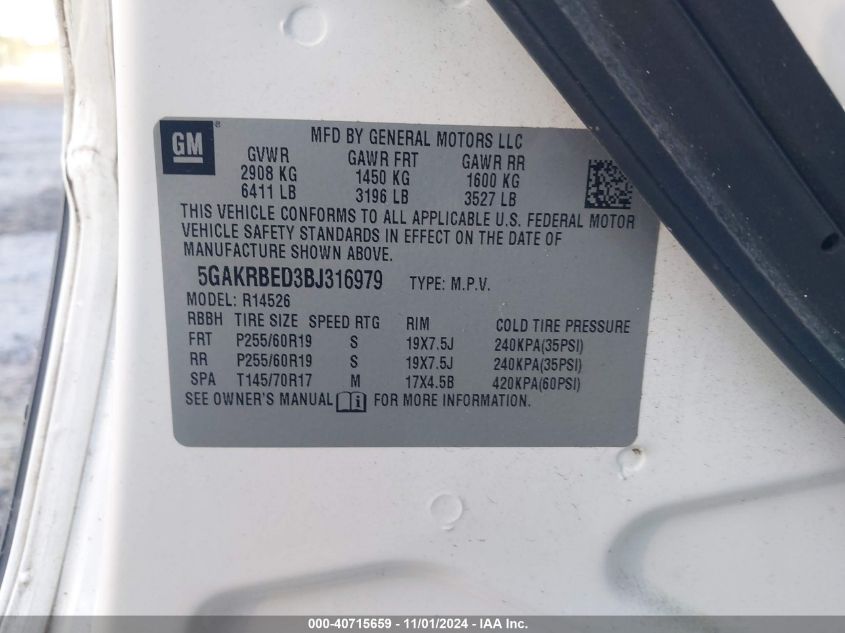 GM ®
MFD BY GENERAL MOTORS LLC
GVWR GAWR FRT GAWR RR
2908 KG 1450 KG 1600 KG
6411 LB 3196 LB 3527 LB
THIS VEHICLE CONFORMS TO ALL APPLICABLE U.S. FEDERAL MOTOR
VEHICLE SAFETY STANDARDS IN EFFECT ON THE DATE OF
MANUFACTURE SHOWN ABOVE.
5GAKRBED3BJ316979 TYPE: M.P.V.
MODEL: R14526
RBBH TIRE SIZE SPEED RTG RIM COLD TIRE PRESSURE
FRT P255/60R19 S 19X7.5J 240KPA(35PSI)
RR P255/60R19 S 19X7.5J 240KPA(35PSI)
SPA T145/70R17 M 17X4.5B 420KPA(60PSI)
SEE OWNER'S MANUAL i FOR MORE INFORMATION.
000-40715659 - 11/01/2024 - IAA Inc.